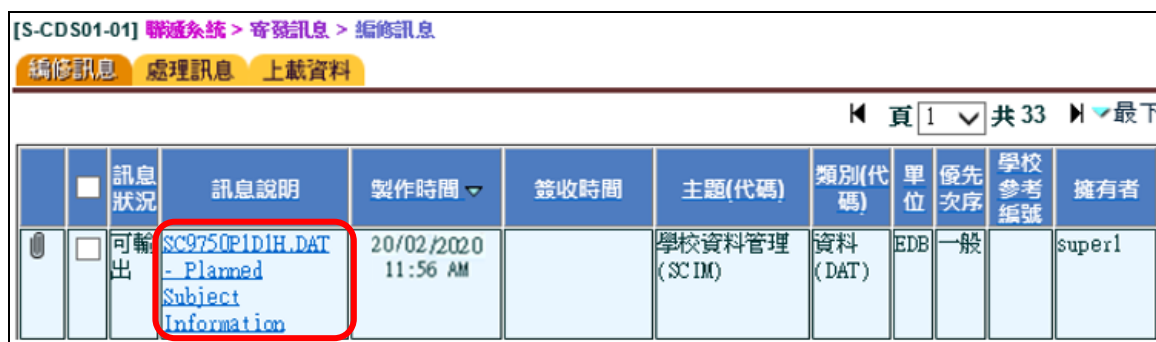 [S-CDS01-01] 聯遞系統 > 寄發訊息 > 編修訊息
編修訊息 處理訊息 上載資料
頁 1 共 33 最下
訊息狀況 訊息說明 製作時間 簽收時間 主題(代碼) 類別(代碼) 單位 優先次序 學校參考編號 擁有者
可輸出 SC9750P1D1H.DAT - Planned Subject Information 20/02/2020 11:56 AM 學校資料管理 (SCIM) 資料 (DAT) EDB 一般 super1